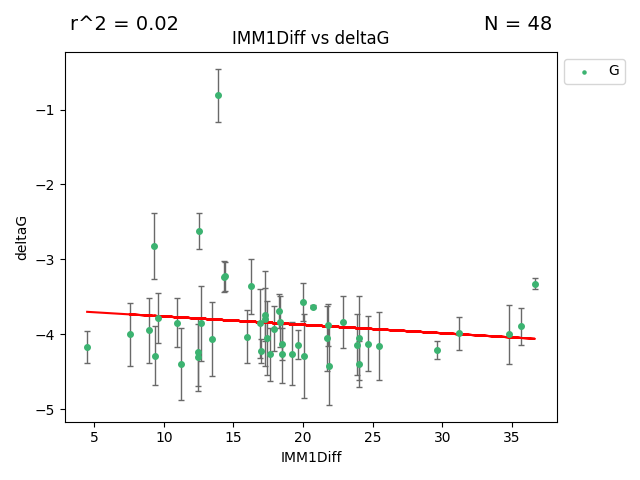 r^2 = 0.02
N = 48
IMM1Diff vs deltaG
G
−1
−2
−3
−4
−5
deltaG
5 10 15 20 25 30 35
IMM1Diff